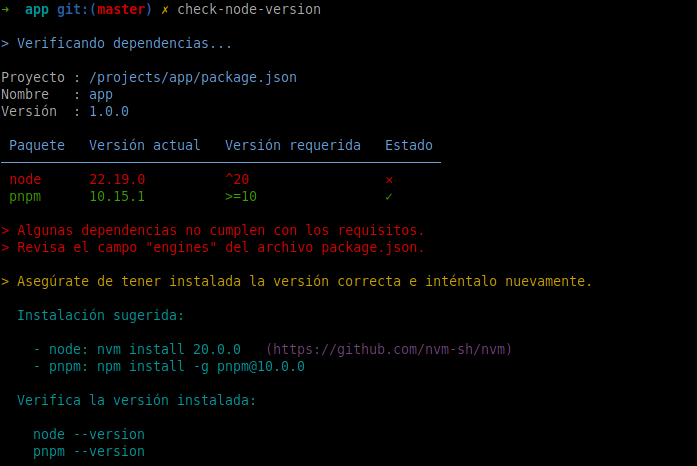 ➜  app git:(master) ✗ check-node-version
> Verificando dependencias...
Proyecto : /projects/app/package.json
Nombre   : app
Versión  : 1.0.0
Paquete   Versión actual   Versión requerida   Estado
node      22.19.0          ^20                 ✗
pnpm      10.15.1          >=10                ✓
> Algunas dependencias no cumplen con los requisitos.
> Revisa el campo "engines" del archivo package.json.
> Asegúrate de tener instalada la versión correcta e inténtalo nuevamente.
Instalación sugerida:
- node: nvm install 20.0.0   (https://github.com/nvm-sh/nvm)
- pnpm: npm install -g pnpm@10.0.0
Verifica la versión instalada:
node --version
pnpm --version